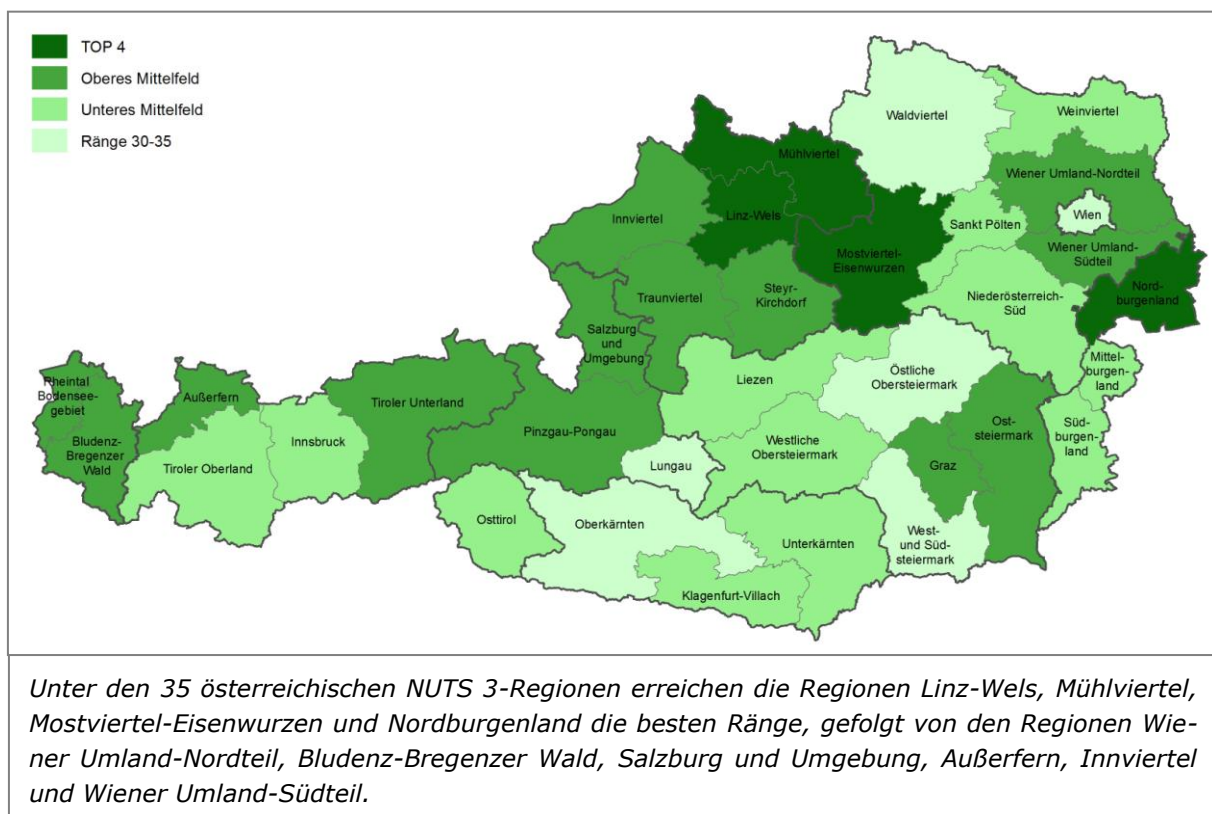 TOP 4
Oberes Mittelfeld
Unteres Mittelfeld
Ränge 30-35
Waldviertel
Weinviertel
Mühlviertel
Wiener Umland-Nordteil
Innviertel
Linz-Wels
Wien
Sankt Pölten
Mostviertel-
Eisenwurzen
Wiener Umland-
Südteil
Nord-
burgenland
Traunviertel
Steyr-
Kirchdorf
Niederösterreich-
Süd
Salzburg
und
Umgebung
Mittel-
burgen-
land
Rheintal
Bodensee-
gebiet
Außerfern
Tiroler Unterland
Liezen
Östliche
Obersteiermark
Bludenz-
Bregenzer
Wald
Innsbruck
Pinzgau-Pongau
Ost-
steiermark
Süd-
burgen-
land
Tiroler Oberland
Westliche
Obersteiermark
Lungau
Graz
Osttirol
Oberkärnten
Unterkärnten
West-
und Süd-
steiermark
Klagenfurt-Villach
Unter den 35 österreichischen NUTS 3-Regionen erreichen die Regionen Linz-Wels, Mühlviertel,
Mostviertel-Eisenwurzen und Nordburgenland die besten Ränge, gefolgt von den Regionen Wie-
ner Umland-Nordteil, Bludenz-Bregenzer Wald, Salzburg und Umgebung, Außerfern, Innviertel
und Wiener Umland-Südteil.